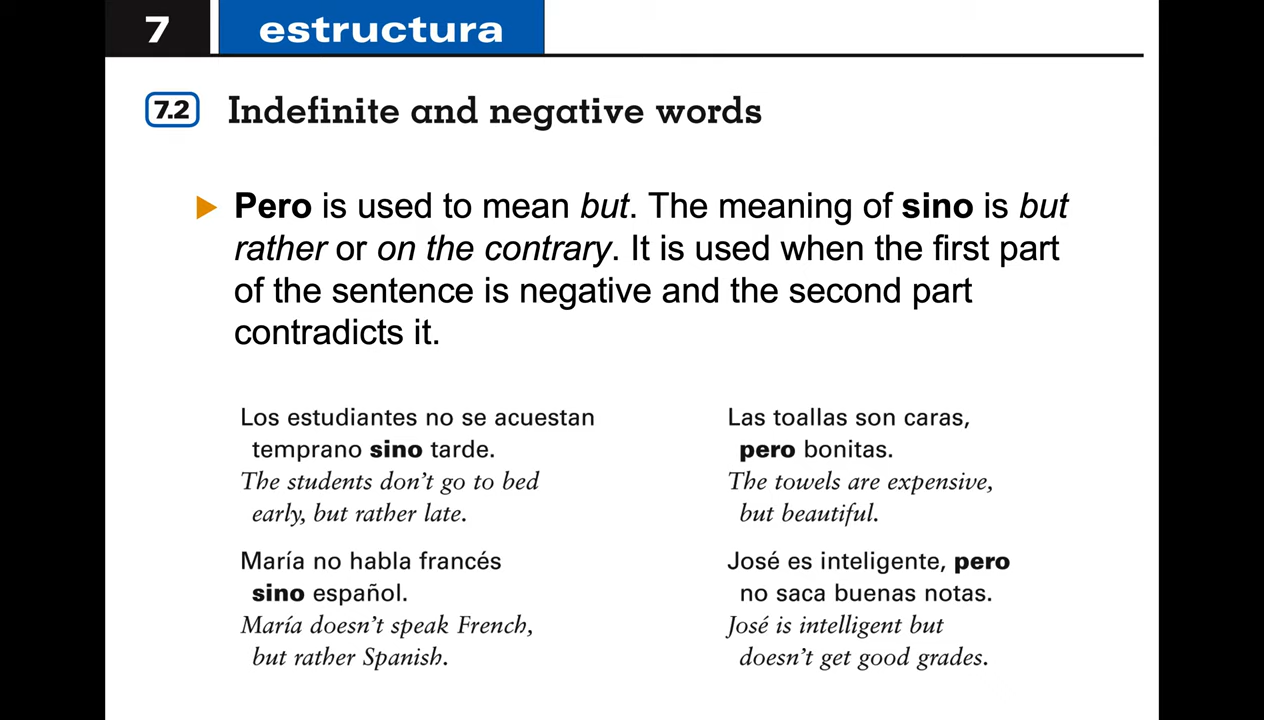 7 estructura
7.2 Indefinite and negative words
Pero is used to mean but. The meaning of sino is but
rather or on the contrary. It is used when the first part
of the sentence is negative and the second part
contradicts it.
Los estudiantes no se acuestan
temprano sino tarde.
The students don't go to bed
early, but rather late.
María no habla francés
sino español.
María doesn't speak French,
but rather Spanish.
Las toallas son caras,
pero bonitas.
The towels are expensive,
but beautiful.
José es inteligente, pero
no saca buenas notas.
José is intelligent but
doesn't get good grades.